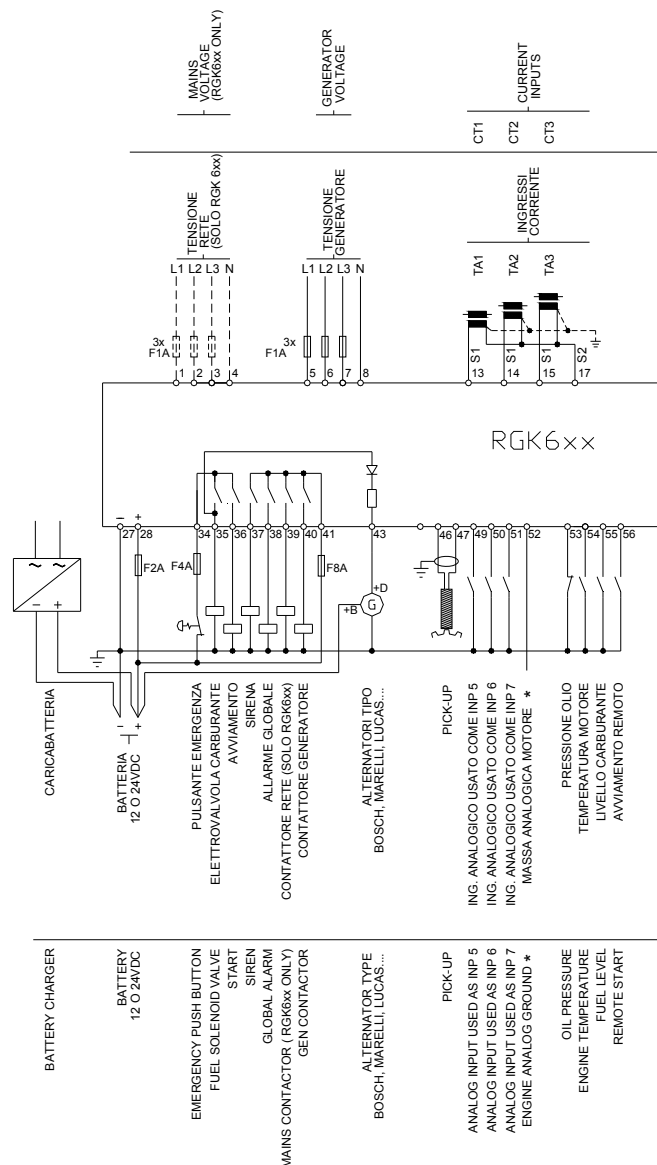 MAINS
VOLTAGE
(RGK6xx ONLY)
GENERATOR
VOLTAGE
CT1
CT2
CT3
CURRENT
INPUTS
TENSIONE
RETE
(SOLO RGK 6xx)
TENSIONE
GENERATORE
TA1
TA2
TA3
INGRESSI
CORRENTE
L1 L2 L3 N
L1 L2 L3 N
3x
F1A
3x
F1A
S1
S1
S1
S2
1 2 3 4
5 6 7 8
13 14 15 17
RGK6xx
– +
27 28 34 35 36 37 38 39 40 41 43 46 47 49 50 51 52 53 54 55 56
F2A
F4A
F8A
~ ~
– +
+D
+B
G
– +
CARICABATTERIA
BATTERIA
12 O 24VDC
PULSANTE EMERGENZA
ELETTROVALVOLA CARBURANTE
AVVIAMENTO
SIRENA
ALLARME GLOBALE
CONTATTORE RETE (SOLO RGK6xx)
CONTATTORE GENERATORE
ALTERNATORI TIPO
BOSCH, MARELLI, LUCAS....
PICK-UP
ING. ANALOGICO USATO COME INP 5
ING. ANALOGICO USATO COME INP 6
ING. ANALOGICO USATO COME INP 7
MASSA ANALOGICA MOTORE *
PRESSIONE OLIO
TEMPERATURA MOTORE
LIVELLO CARBURANTE
AVVIAMENTO REMOTO
BATTERY CHARGER
BATTERY
12 O 24VDC
EMERGENCY PUSH BUTTON
FUEL SOLENOID VALVE
START
SIREN
GLOBAL ALARM
MAINS CONTACTOR ( RGK6xx ONLY)
GEN CONTACTOR
ALTERNATOR TYPE
BOSCH, MARELLI, LUCAS....
PICK-UP
ANALOG INPUT USED AS INP 5
ANALOG INPUT USED AS INP 6
ANALOG INPUT USED AS INP 7
ENGINE ANALOG GROUND *
OIL PRESSURE
ENGINE TEMPERATURE
FUEL LEVEL
REMOTE START